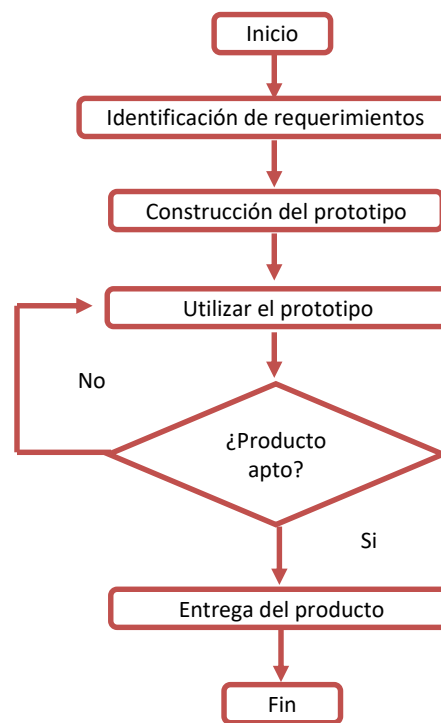 Inicio
Identificación de requerimientos
Construcción del prototipo
Utilizar el prototipo
No
¿Producto
apto?
Si
Entrega del producto
Fin